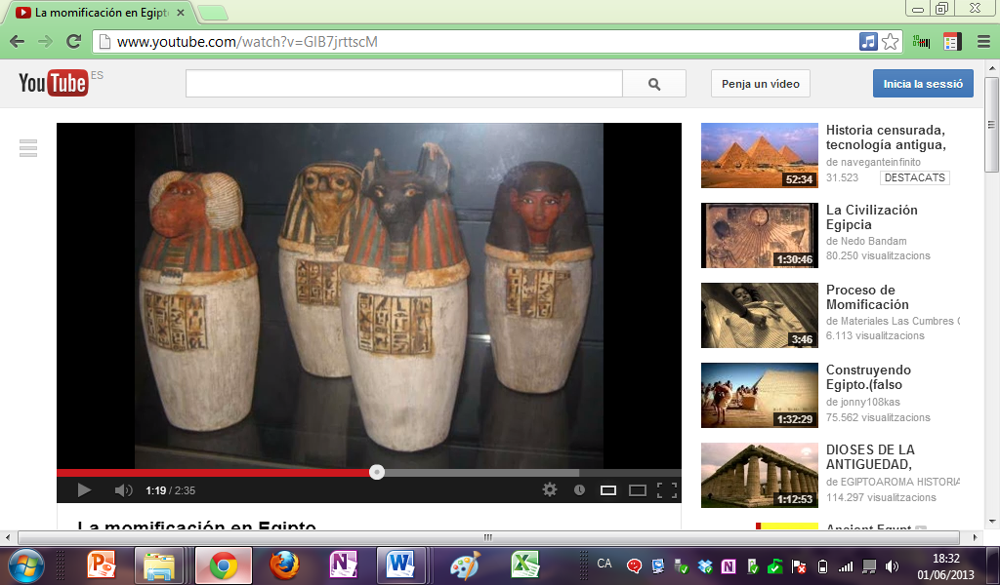 La momificación en Egipt
www.youtube.com/watch?v=GlB7jrttscM
YouTube ES
Penja un vídeo
Inicia la sessió
Historia censurada,
tecnología antigua,
de naveganteinfinito
31.523 DESTACATS
52:34
La Civilización
Egipcia
de Nedo Bandam
80.250 visualitzacions
1:30:46
Proceso de
Momificación
de Materiales Las Cumbres
6.113 visualitzacions
3:46
Construyendo
Egipto.(falso
de jonny108kas
75.562 visualitzacions
1:32:29
DIOSES DE LA
ANTIGUEDAD,
de EGIPTOAROMA HISTORIA
114.297 visualitzacions
1:12:53
Ancient Egypt
1:19 / 2:35
La momificación en Egipto
CA
18:32
01/06/2013